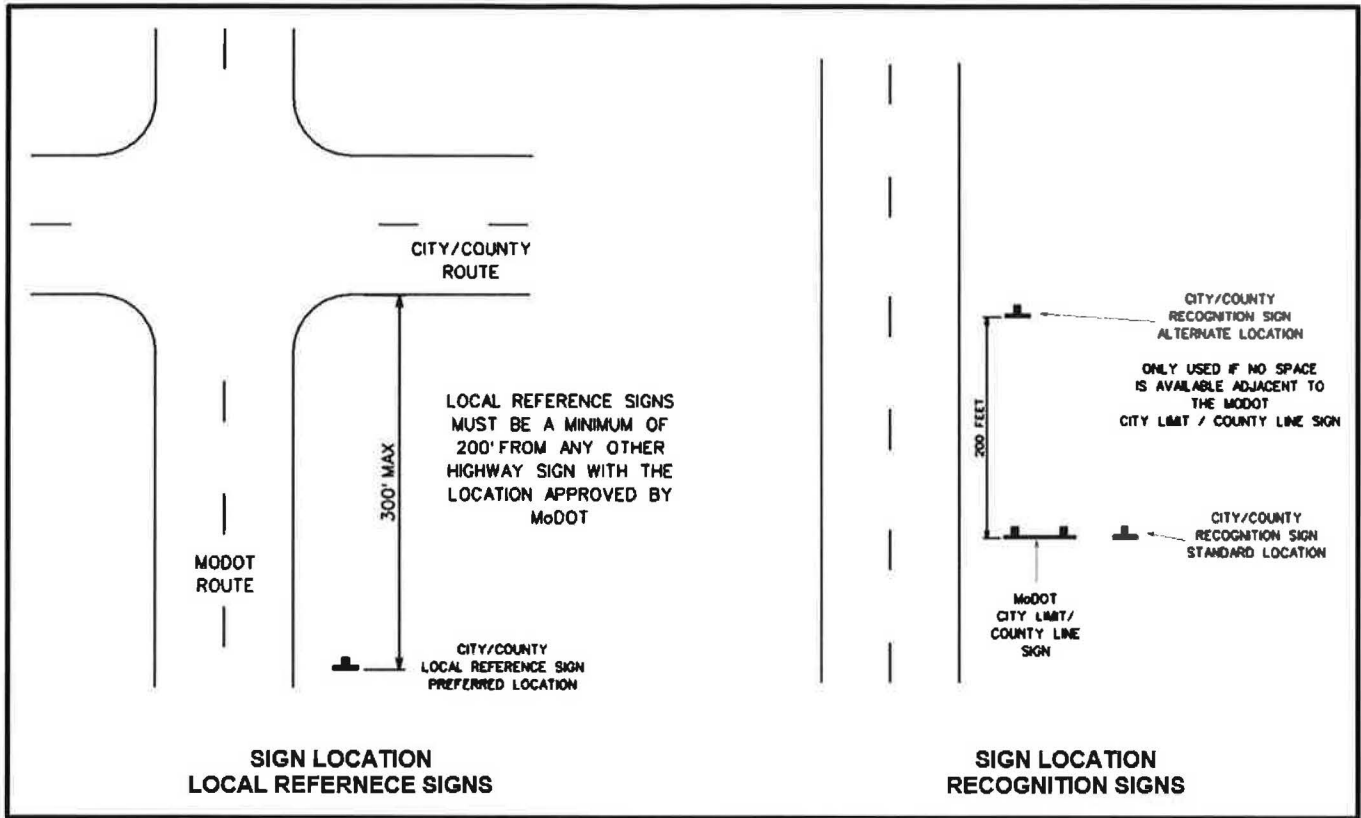 CITY/COUNTY
ROUTE
300' MAX
LOCAL REFERENCE SIGNS
MUST BE A MINIMUM OF
200' FROM ANY OTHER
HIGHWAY SIGN WITH THE
LOCATION APPROVED BY
MoDOT
MODOT
ROUTE
CITY/COUNTY
LOCAL REFERENCE SIGN
PREFERRED LOCATION
SIGN LOCATION
LOCAL REFERNECE SIGNS
CITY/COUNTY
RECOGNITION SIGN
ALTERNATE LOCATION
ONLY USED IF NO SPACE
IS AVAILABLE ADJACENT TO
THE MODOT
CITY LIMIT / COUNTY LINE SIGN
200 FEET
CITY/COUNTY
RECOGNITION SIGN
STANDARD LOCATION
MoDOT
CITY LIMIT/
COUNTY LINE
SIGN
SIGN LOCATION
RECOGNITION SIGNS